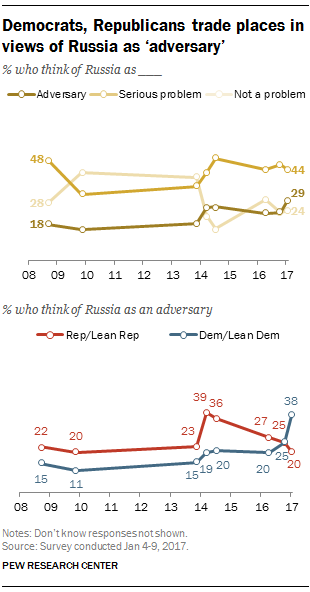 Democrats, Republicans trade places in
views of Russia as ‘adversary’
% who think of Russia as ___
Adversary Serious problem Not a problem
48
28
18
44
29
24
08 09 10 11 12 13 14 15 16 17
% who think of Russia as an adversary
Rep/Lean Rep Dem/Lean Dem
22 20 23 39 36 27 25 20
15 11 15 19 20 20 25 38
08 09 10 11 12 13 14 15 16 17
Notes: Don’t know responses not shown.
Source: Survey conducted Jan 4-9, 2017.
PEW RESEARCH CENTER